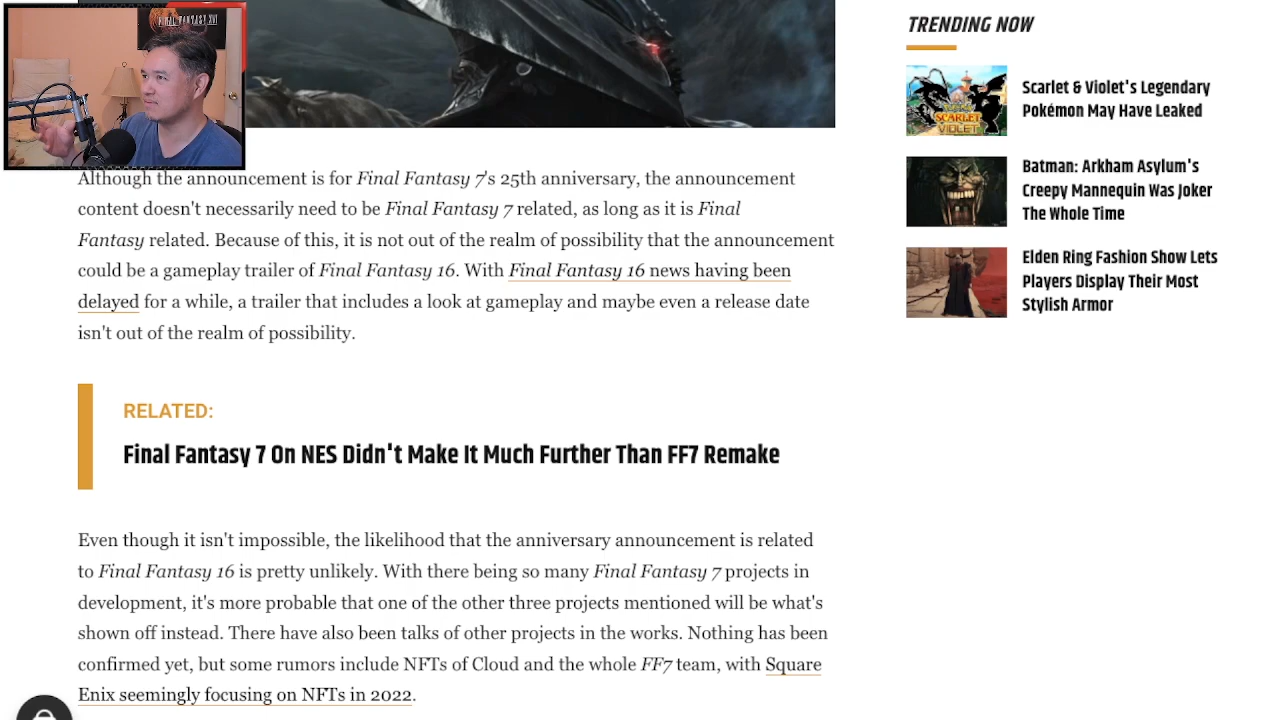 FINAL FANTASY XVI
TRENDING NOW
SCARLET
VIOLET
Scarlet & Violet's Legendary
Pokémon May Have Leaked
Batman: Arkham Asylum's
Creepy Mannequin Was Joker
The Whole Time
Elden Ring Fashion Show Lets
Players Display Their Most
Stylish Armor
Although the announcement is for Final Fantasy 7's 25th anniversary, the announcement
content doesn't necessarily need to be Final Fantasy 7 related, as long as it is Final
Fantasy related. Because of this, it is not out of the realm of possibility that the announcement
could be a gameplay trailer of Final Fantasy 16. With Final Fantasy 16 news having been
delayed for a while, a trailer that includes a look at gameplay and maybe even a release date
isn't out of the realm of possibility.
RELATED:
Final Fantasy 7 On NES Didn't Make It Much Further Than FF7 Remake
Even though it isn't impossible, the likelihood that the anniversary announcement is related
to Final Fantasy 16 is pretty unlikely. With there being so many Final Fantasy 7 projects in
development, it's more probable that one of the other three projects mentioned will be what's
shown off instead. There have also been talks of other projects in the works. Nothing has been
confirmed yet, but some rumors include NFTs of Cloud and the whole FF7 team, with Square
Enix seemingly focusing on NFTs in 2022.